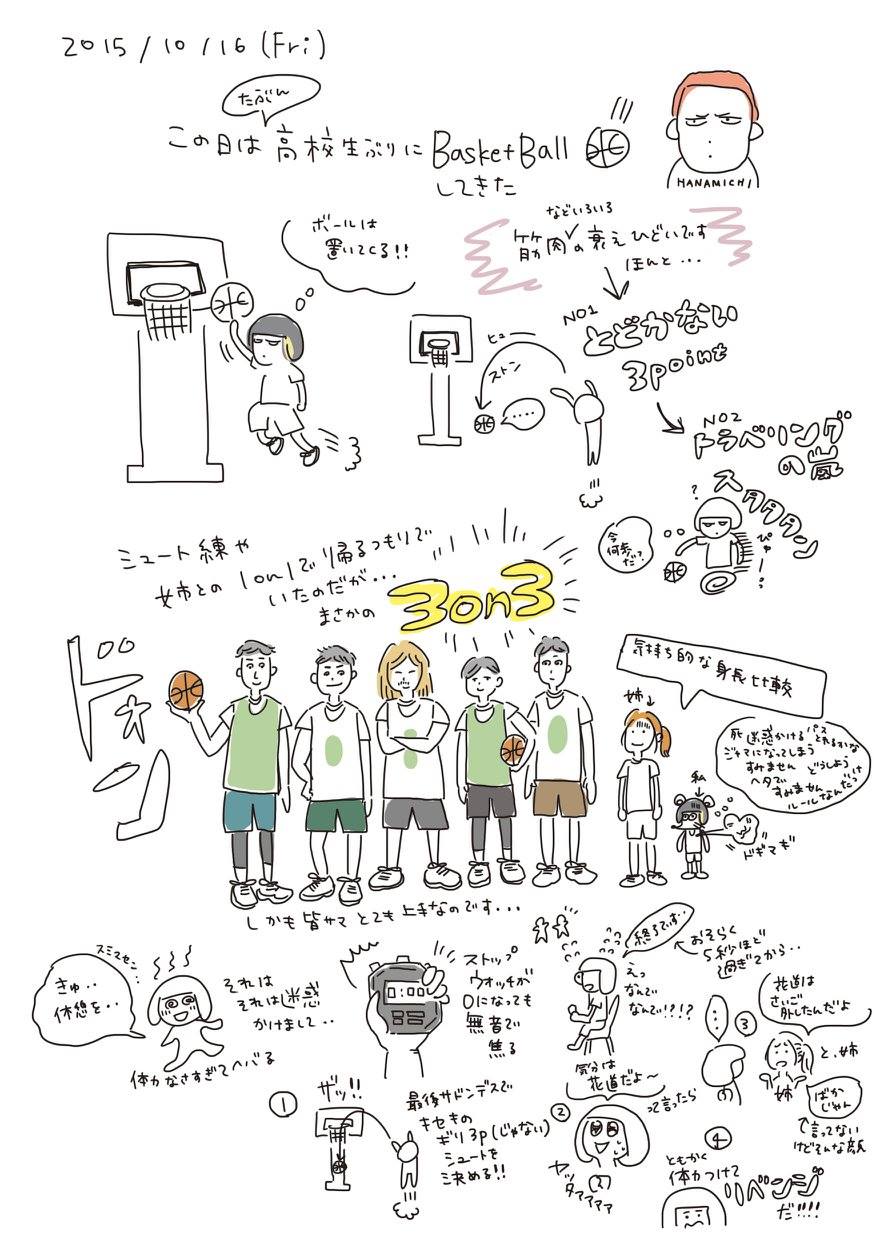 2015/10/16(Fri)
たぶん
この日は高校生ぶりにBasketBall
してきた
HANAMICHI
ボールは
置いてくる!!
などいろいろ
筋肉の衰えひどいです
ほんと...
NO1
とどかない
3point
ヒュー
ストン
....
NO2
トラベリング
の嵐
スタタタン
?
今
何歩って
だ
ぴゃー
シュート練や
姉との1on1で帰るつもりで
いたのだが...
まさかの
3on3
ドォン
気持ち的な身長比較
姉
私
死 迷惑かける パスとれるかな
ジャマになってしまう
すみません どうしよう
ヘタで
すみません
ルールなんだっけ
ドギマギ
しかも皆サマとても上手なのです...
スミマセン..
きゅ..
休憩を..
それは
それは迷惑
かけまして..
体力なさすぎてヘバる
0:00
ストップ
ウォッチが
0になっても
無音で
焦る
終了です..
おそらく
5秒ほど
過ぎてから..
えっ
なんで
なんで!?!?
①
ザッ!!
最後サドンデスで
キセキの
ギリ3p(じゃない)
シュートを
決める!!
②
気分は
花道だよ〜
って言ったら
ヤッタァァァァ
③
...
花道は
さいご
外したんだよ
と、姉
姉
ばか
じゃん
言ってない
けどそんな顔
④
ともかく
体力つけて
リベンジ
だ!!!!